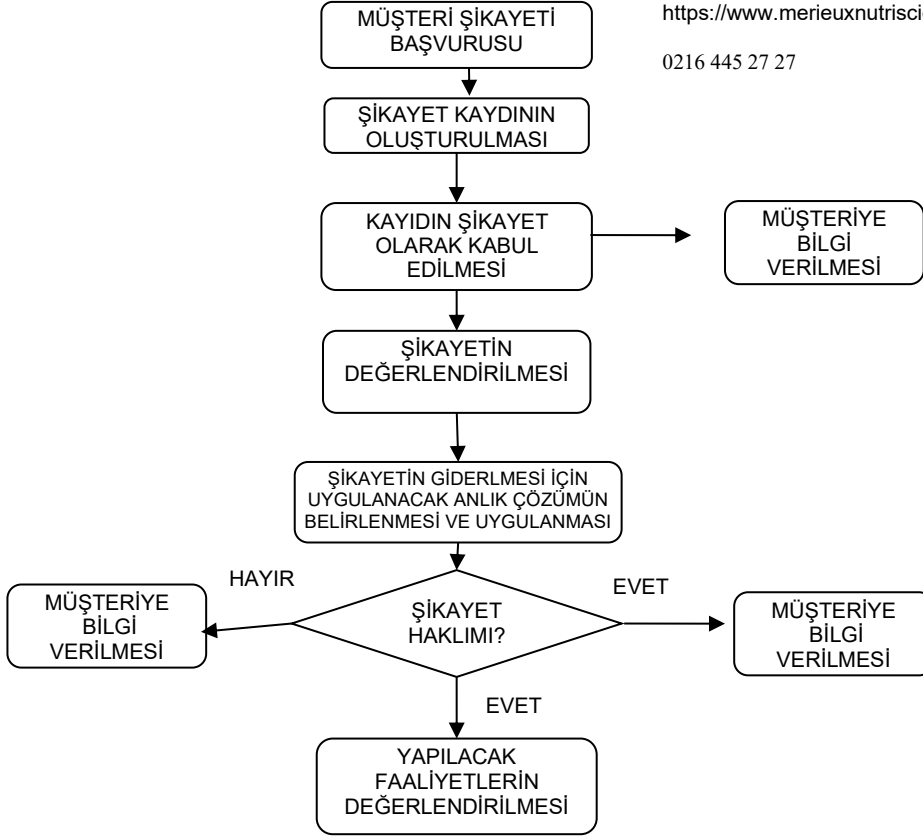 MÜŞTERİ ŞİKAYETİ
BAŞVURUSU
https://www.merieuxnutrisci
0216 445 27 27
ŞİKAYET KAYDININ
OLUŞTURULMASI
KAYIDIN ŞİKAYET
OLARAK KABUL
EDİLMESİ
MÜŞTERİYE
BİLGİ
VERİLMESİ
ŞİKAYETİN
DEĞERLENDİRİLMESİ
ŞİKAYETİN GİDERLMESİ İÇİN
UYGULANACAK ANLIK ÇÖZÜMÜN
BELİRLENMESİ VE UYGULANMASI
HAYIR
EVET
MÜŞTERİYE
BİLGİ
VERİLMESİ
ŞİKAYET
HAKLIMI?
MÜŞTERİYE
BİLGİ
VERİLMESİ
EVET
YAPILACAK
FAALİYETLERİN
DEĞERLENDİRİLMESİ